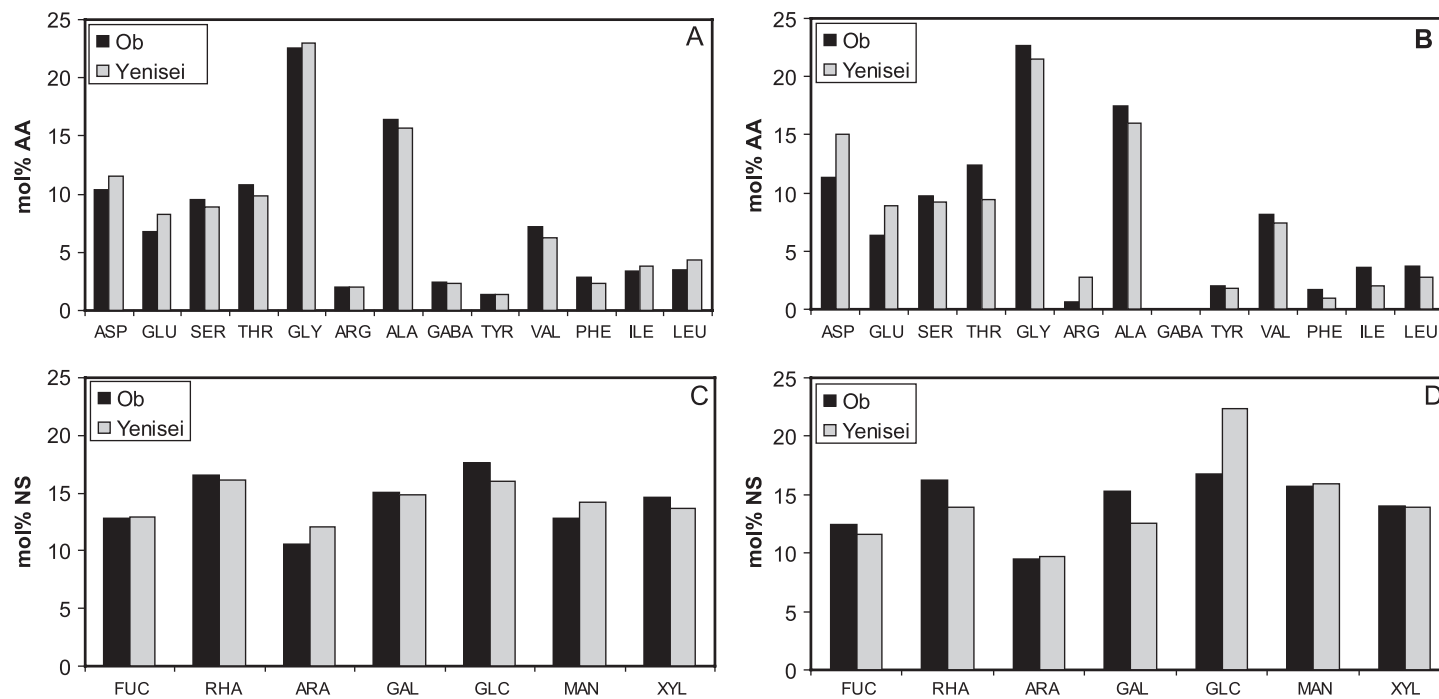 A
Ob
Yenisei
mol% AA
25
20
15
10
5
0
ASP GLU SER THR GLY ARG ALA GABA TYR VAL PHE ILE LEU
B
Ob
Yenisei
mol% AA
25
20
15
10
5
0
ASP GLU SER THR GLY ARG ALA GABA TYR VAL PHE ILE LEU
C
Ob
Yenisei
mol% NS
25
20
15
10
5
0
FUC RHA ARA GAL GLC MAN XYL
D
Ob
Yenisei
mol% NS
25
20
15
10
5
0
FUC RHA ARA GAL GLC MAN XYL